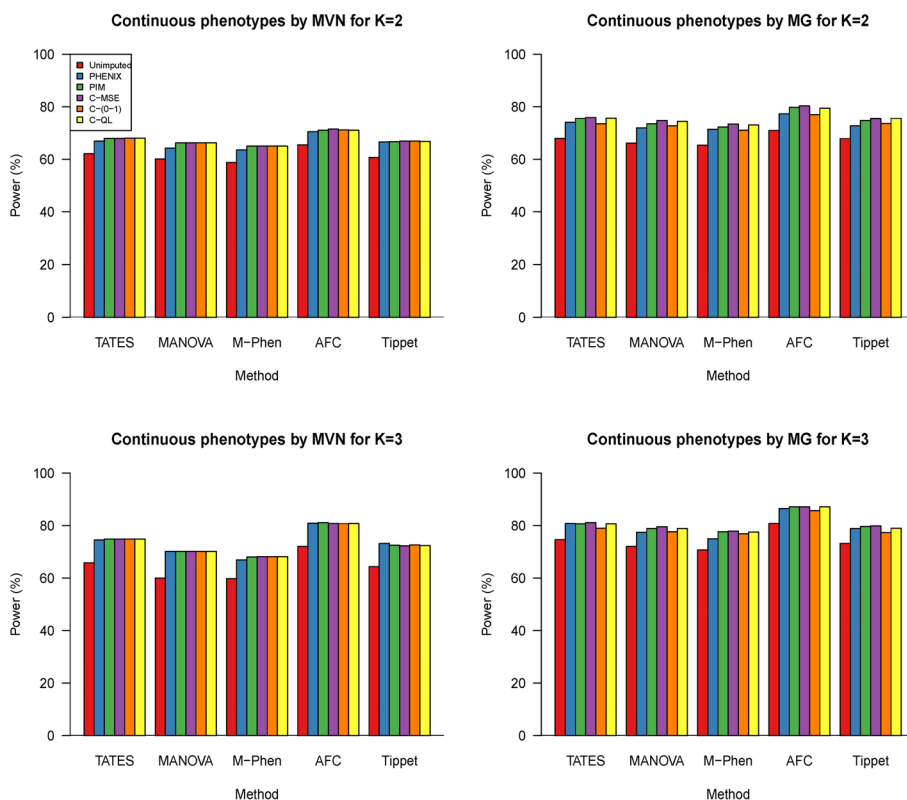 Continuous phenotypes by MVN for K=2
100
80
60
40
20
0
Power (%)
Unimputed
PHENIX
PIM
C−MSE
C−(0−1)
C−QL
TATES MANOVA M−Phen AFC Tippet
Method
Continuous phenotypes by MG for K=2
100
80
60
40
20
0
Power (%)
TATES MANOVA M−Phen AFC Tippet
Method
Continuous phenotypes by MVN for K=3
100
80
60
40
20
0
Power (%)
TATES MANOVA M−Phen AFC Tippet
Method
Continuous phenotypes by MG for K=3
100
80
60
40
20
0
Power (%)
TATES MANOVA M−Phen AFC Tippet
Method